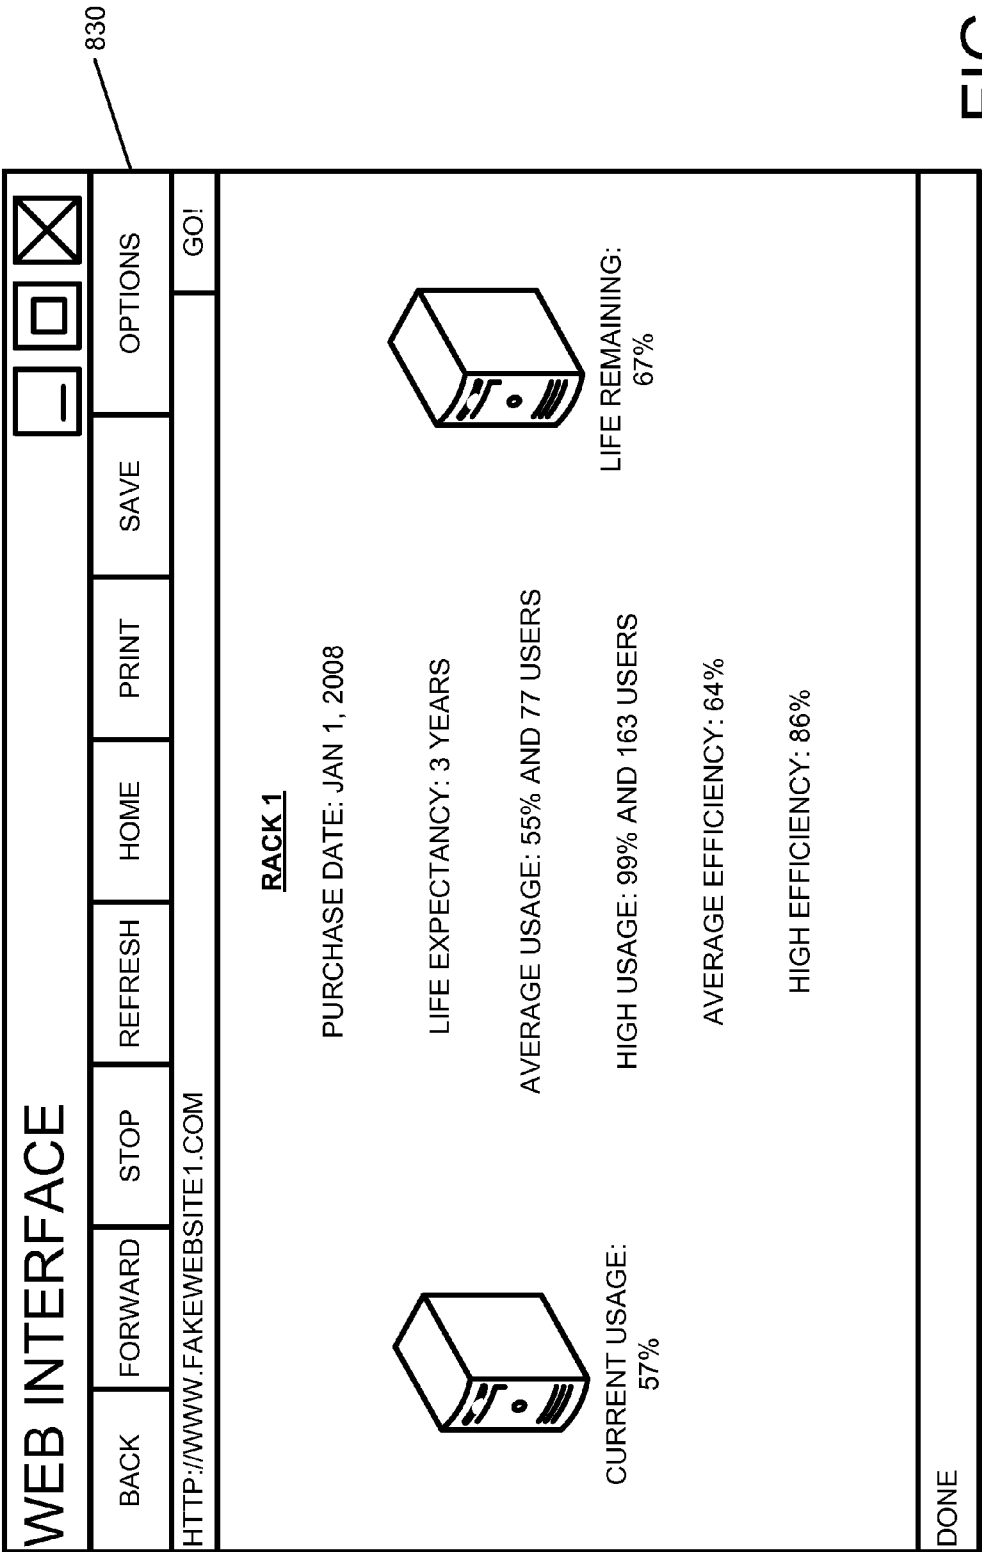 WEB INTERFACE
BACK FORWARD STOP REFRESH HOME PRINT SAVE OPTIONS
HTTP://WWW.FAKEWEBSITE1.COM GO!
830
RACK 1
PURCHASE DATE: JAN 1, 2008
LIFE EXPECTANCY: 3 YEARS
AVERAGE USAGE: 55% AND 77 USERS
HIGH USAGE: 99% AND 163 USERS
AVERAGE EFFICIENCY: 64%
HIGH EFFICIENCY: 86%
CURRENT USAGE:
57%
LIFE REMAINING:
67%
DONE